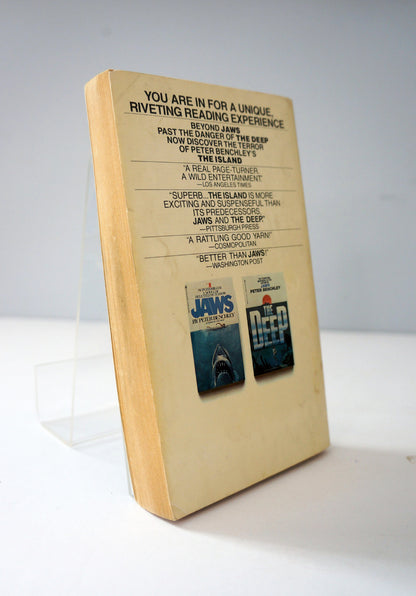 YOU ARE IN FOR A UNIQUE,
RIVETING READING EXPERIENCE
BEYOND JAWS
PAST THE DANGER OF THE DEEP
NOW DISCOVER THE TERROR
OF PETER BENCHLEY'S
THE ISLAND
"A REAL PAGE-TURNER,
A WILD ENTERTAINMENT."
—LOS ANGELES TIMES
"SUPERB...THE ISLAND IS MORE
EXCITING AND SUSPENSEFUL THAN
ITS PREDECESSORS,
JAWS AND THE DEEP."
—PITTSBURGH PRESS
"A RATTLING GOOD YARN!"
—COSMOPOLITAN
"BETTER THAN JAWS!"
—WASHINGTON POST
JAWS
BY PETER BENCHLEY
PETER BENCHLEY
THE
DEEP